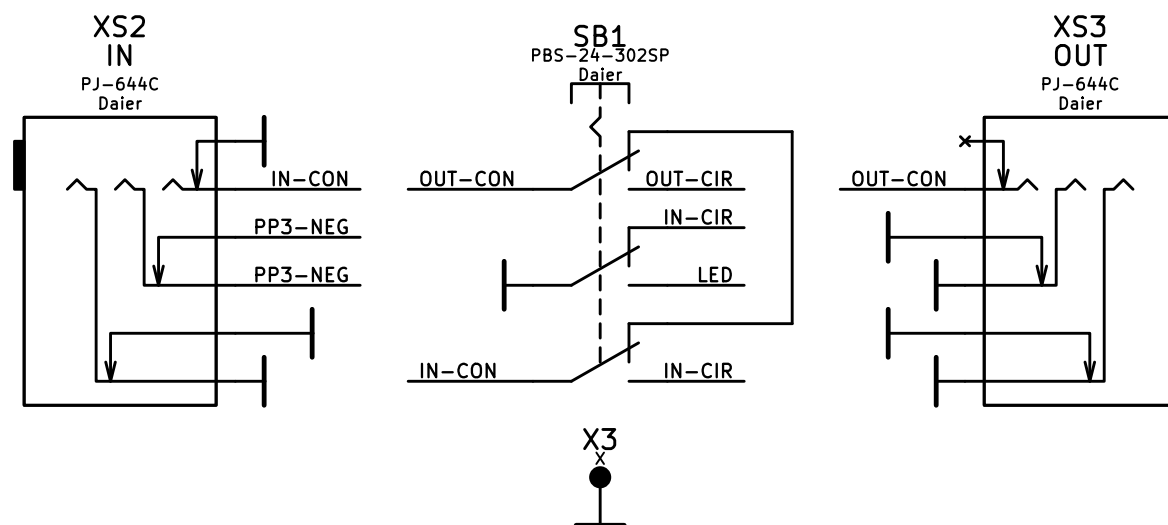 XS2
IN
PJ-644C
Daier
IN-CON
PP3-NEG
PP3-NEG
SB1
PBS-24-302SP
Daier
OUT-CON
OUT-CIR
IN-CIR
LED
IN-CON
IN-CIR
X3
X
XS3
OUT
PJ-644C
Daier
OUT-CON